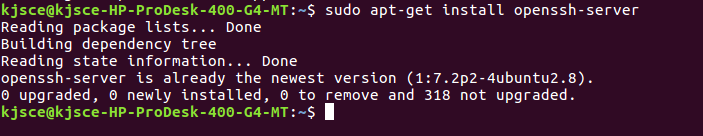 kjsce@kjsce-HP-ProDesk-400-G4-MT:~$ sudo apt-get install openssh-server
Reading package lists... Done
Building dependency tree
Reading state information... Done
openssh-server is already the newest version (1:7.2p2-4ubuntu2.8).
0 upgraded, 0 newly installed, 0 to remove and 318 not upgraded.
kjsce@kjsce-HP-ProDesk-400-G4-MT:~$